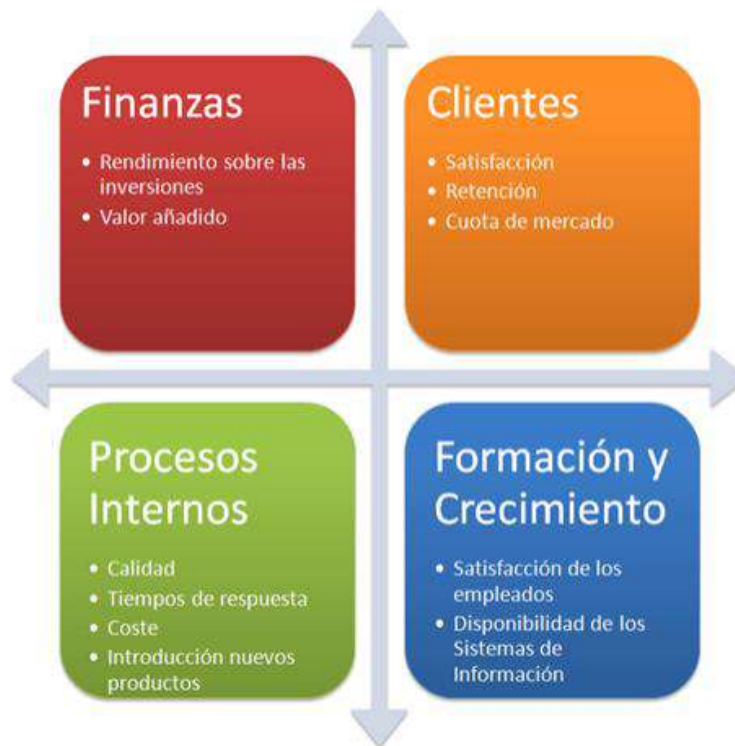 Finanzas
• Rendimiento sobre las
inversiones
• Valor añadido
Clientes
• Satisfacción
• Retención
• Cuota de mercado
Procesos
Internos
• Calidad
• Tiempos de respuesta
• Coste
• Introducción nuevos
productos
Formación y
Crecimiento
• Satisfacción de los
empleados
• Disponibilidad de los
Sistemas de
Información